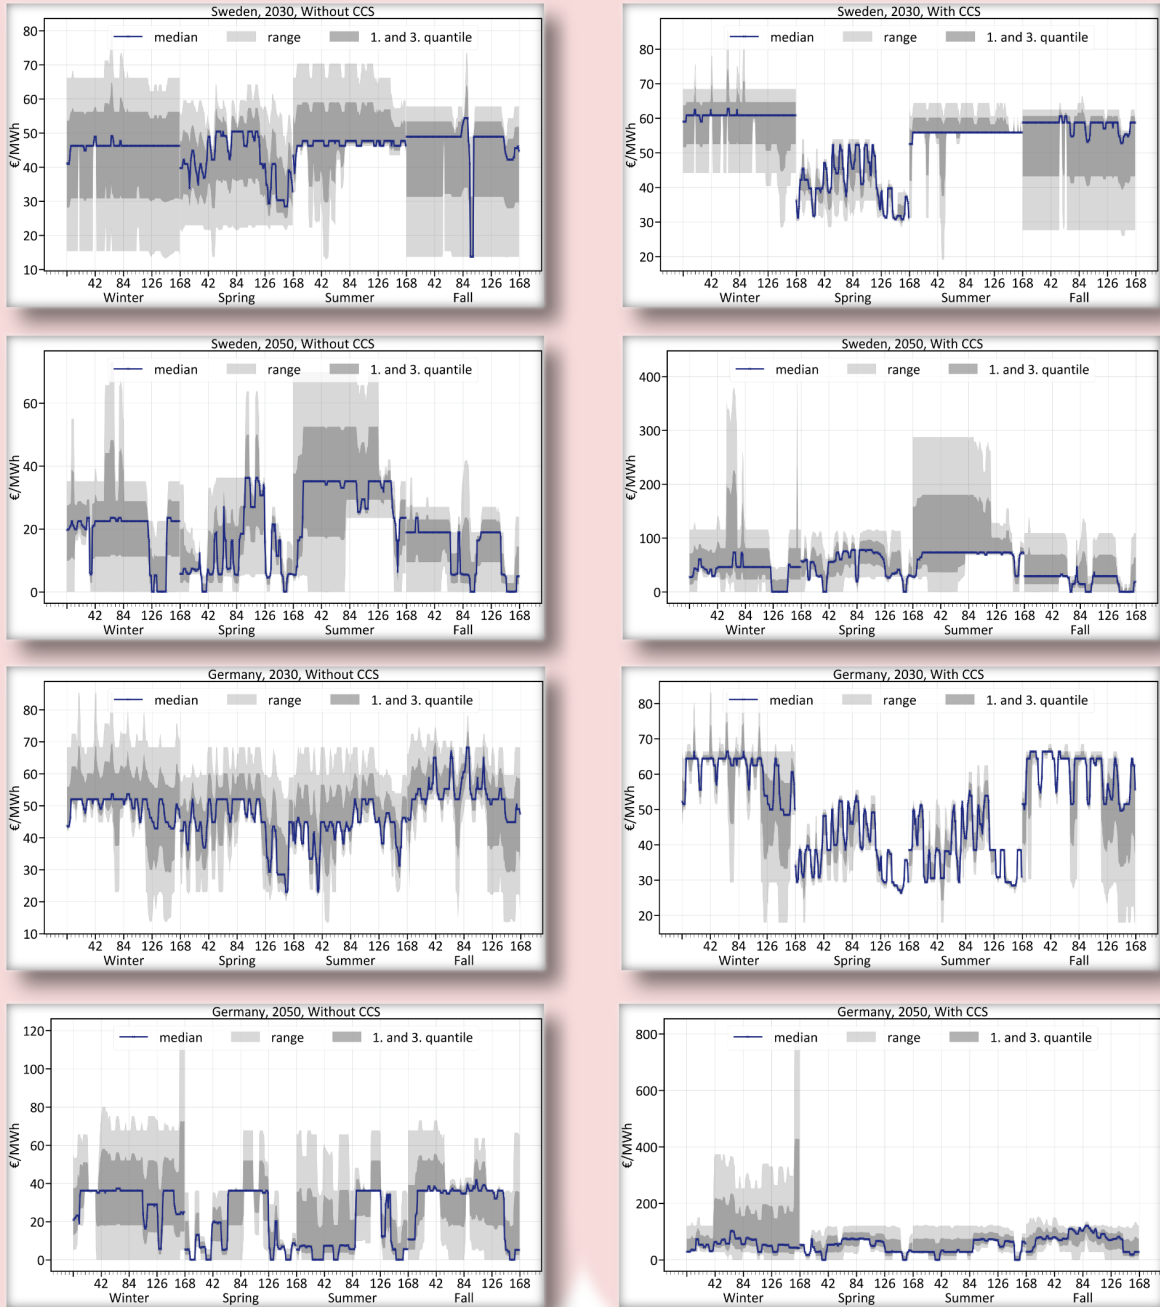 Sweden, 2030, Without CCS
median range 1. and 3. quantile
€/MWh
80
70
60
50
40
30
20
10
42 84 126 168 42 84 126 168 42 84 126 168 42 84 126 168
Winter Spring Summer Fall
Sweden, 2030, With CCS
median range 1. and 3. quantile
€/MWh
80
70
60
50
40
30
20
42 84 126 168 42 84 126 168 42 84 126 168 42 84 126 168
Winter Spring Summer Fall
Sweden, 2050, Without CCS
median range 1. and 3. quantile
€/MWh
60
40
20
0
42 84 126 168 42 84 126 168 42 84 126 168 42 84 126 168
Winter Spring Summer Fall
Sweden, 2050, With CCS
median range 1. and 3. quantile
€/MWh
400
300
200
100
0
42 84 126 168 42 84 126 168 42 84 126 168 42 84 126 168
Winter Spring Summer Fall
Germany, 2030, Without CCS
median range 1. and 3. quantile
€/MWh
80
70
60
50
40
30
20
10
42 84 126 168 42 84 126 168 42 84 126 168 42 84 126 168
Winter Spring Summer Fall
Germany, 2030, With CCS
median range 1. and 3. quantile
€/MWh
80
70
60
50
40
30
20
42 84 126 168 42 84 126 168 42 84 126 168 42 84 126 168
Winter Spring Summer Fall
Germany, 2050, Without CCS
median range 1. and 3. quantile
€/MWh
120
100
80
60
40
20
0
42 84 126 168 42 84 126 168 42 84 126 168 42 84 126 168
Winter Spring Summer Fall
Germany, 2050, With CCS
median range 1. and 3. quantile
€/MWh
800
600
400
200
0
42 84 126 168 42 84 126 168 42 84 126 168 42 84 126 168
Winter Spring Summer Fall